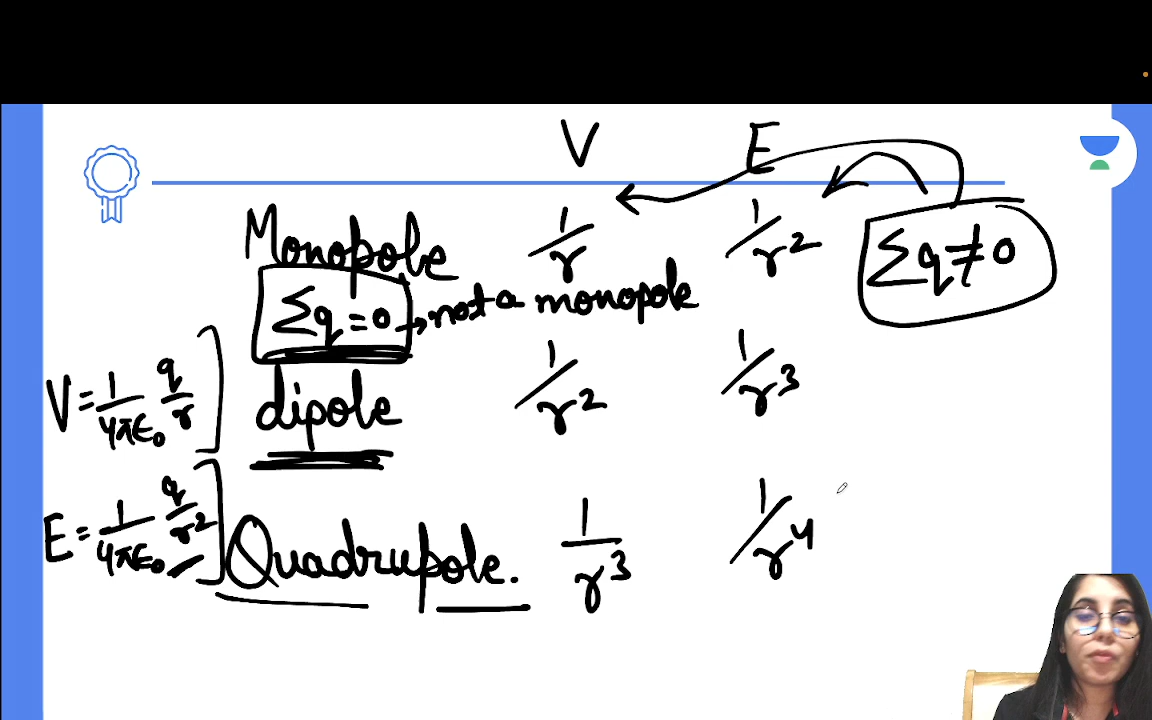 V E
Monopole 1/r 1/r²
Σq≠0
Σq=0 → not a monopole
V = 1/4πε₀ q/r
dipole 1/r² 1/r³
E = 1/4πε₀ q/r²
Quadrupole. 1/r³ 1/r⁴